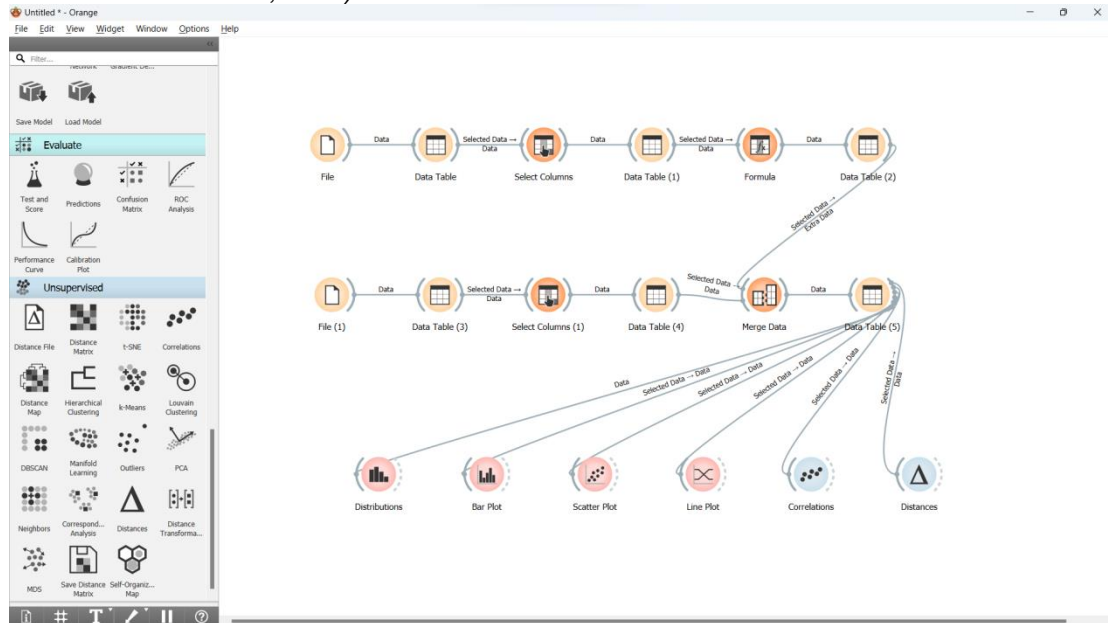 Untitled * - Orange
File Edit View Widget Window Options Help
Filter...
Save Model Load Model
Evaluate
Test and Score
Predictions
Confusion Matrix
ROC Analysis
Performance Curve
Calibration Plot
Unsupervised
Distance File
Distance Matrix
t-SNE
Correlations
Distance Map
Hierarchical Clustering
k-Means
Louvain Clustering
DBSCAN
Manifold Learning
Outliers
PCA
Neighbors
Correspond... Analysis
Distances
Distance Transforma...
MDS
Save Distance Matrix
Self-Organiz... Map
Data
Selected Data →
Data
Data
Selected Data →
Data
Data
File
Data Table
Select Columns
Data Table (1)
Formula
Data Table (2)
Selected Data →
Extra Data
Data
Selected Data →
Data
Data
Selected Data →
Data
Data
File (1)
Data Table (3)
Select Columns (1)
Data Table (4)
Merge Data
Data Table (5)
Data
Selected Data → Data
Selected Data → Data
Selected Data → Data
Selected Data → Data
Selected Data →
Data
Distributions
Bar Plot
Scatter Plot
Line Plot
Correlations
Distances